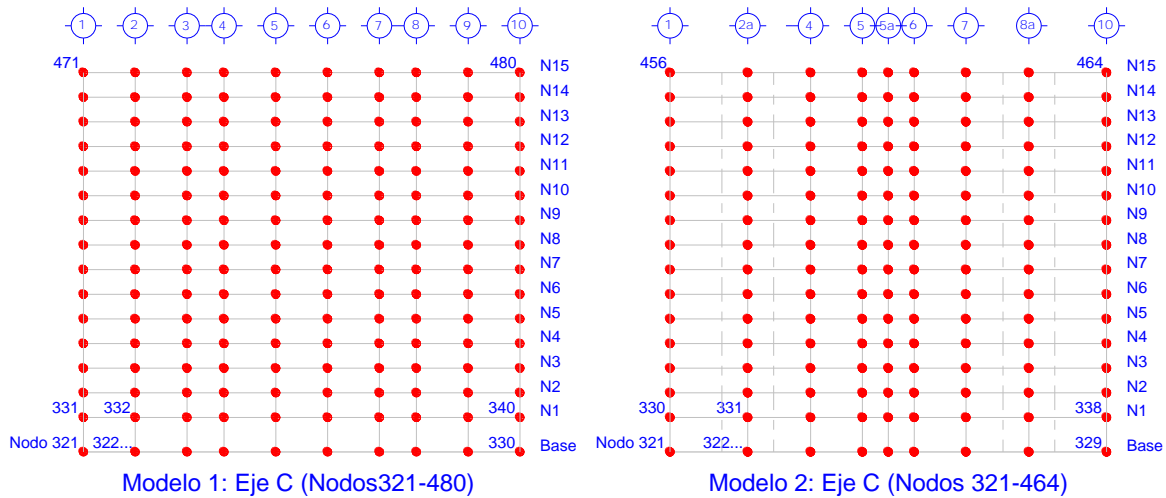 1 2 3 4 5 6 7 8 9 10
471 480 N15
N14
N13
N12
N11
N10
N9
N8
N7
N6
N5
N4
N3
N2
331 332 340 N1
Nodo 321 322... 330 Base
Modelo 1: Eje C (Nodos321-480)
1 2a 4 5 5a 6 7 8a 10
456 464 N15
N14
N13
N12
N11
N10
N9
N8
N7
N6
N5
N4
N3
N2
330 331 338 N1
Nodo 321 322... 329 Base
Modelo 2: Eje C (Nodos 321-464)